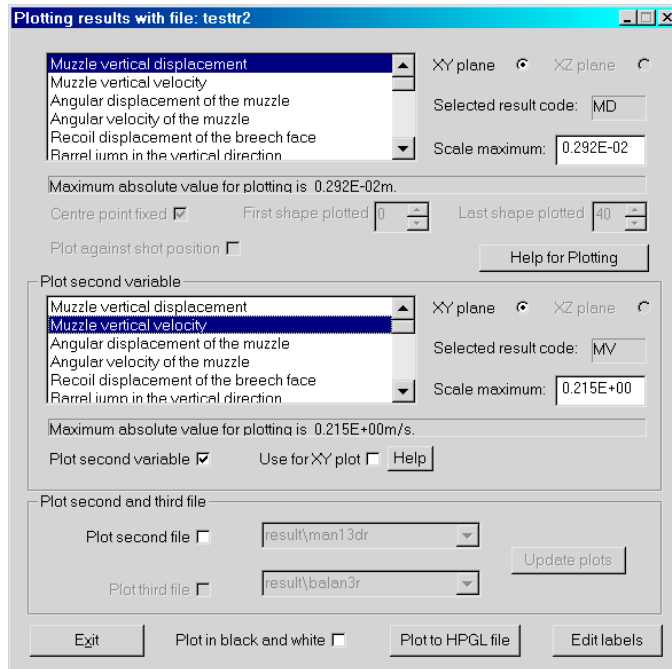 Plotting results with file: testtr2
Muzzle vertical displacement
Muzzle vertical velocity
Angular displacement of the muzzle
Angular velocity of the muzzle
Recoil displacement of the breech face
Barrel jump in the vertical direction
XY plane XZ plane
Selected result code: MD
Scale maximum: 0.292E-02
Maximum absolute value for plotting is 0.292E-02m.
Centre point fixed First shape plotted 0 Last shape plotted 40
Plot against shot position
Help for Plotting
Plot second variable
Muzzle vertical displacement
Muzzle vertical velocity
Angular displacement of the muzzle
Angular velocity of the muzzle
Recoil displacement of the breech face
Barrel jump in the vertical direction
XY plane XZ plane
Selected result code: MV
Scale maximum: 0.215E+00
Maximum absolute value for plotting is 0.215E+00m/s.
Plot second variable Use for XY plot Help
Plot second and third file
Plot second file result\man13dr
Update plots
Plot third file result\balan3r
Exit Plot in black and white Plot to HPGL file Edit labels